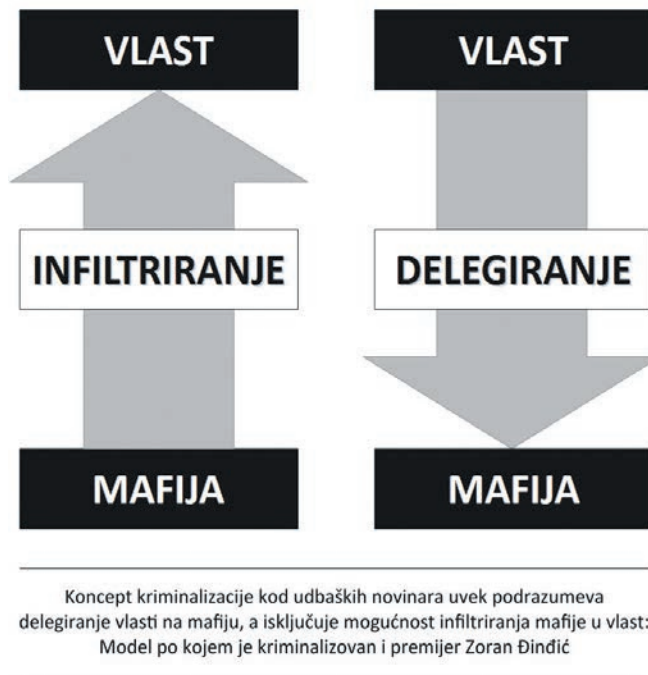 VLAST
VLAST
INFILTRIRANJE
DELEGIRANJE
MAFIJA
MAFIJA
Koncept kriminalizacije kod udbaških novinara uvek podrazumeva
delegiranje vlasti na mafiju, a isključuje mogućnost infiltriranja mafije u vlast:
Model po kojem je kriminalizovan i premijer Zoran Đinđić